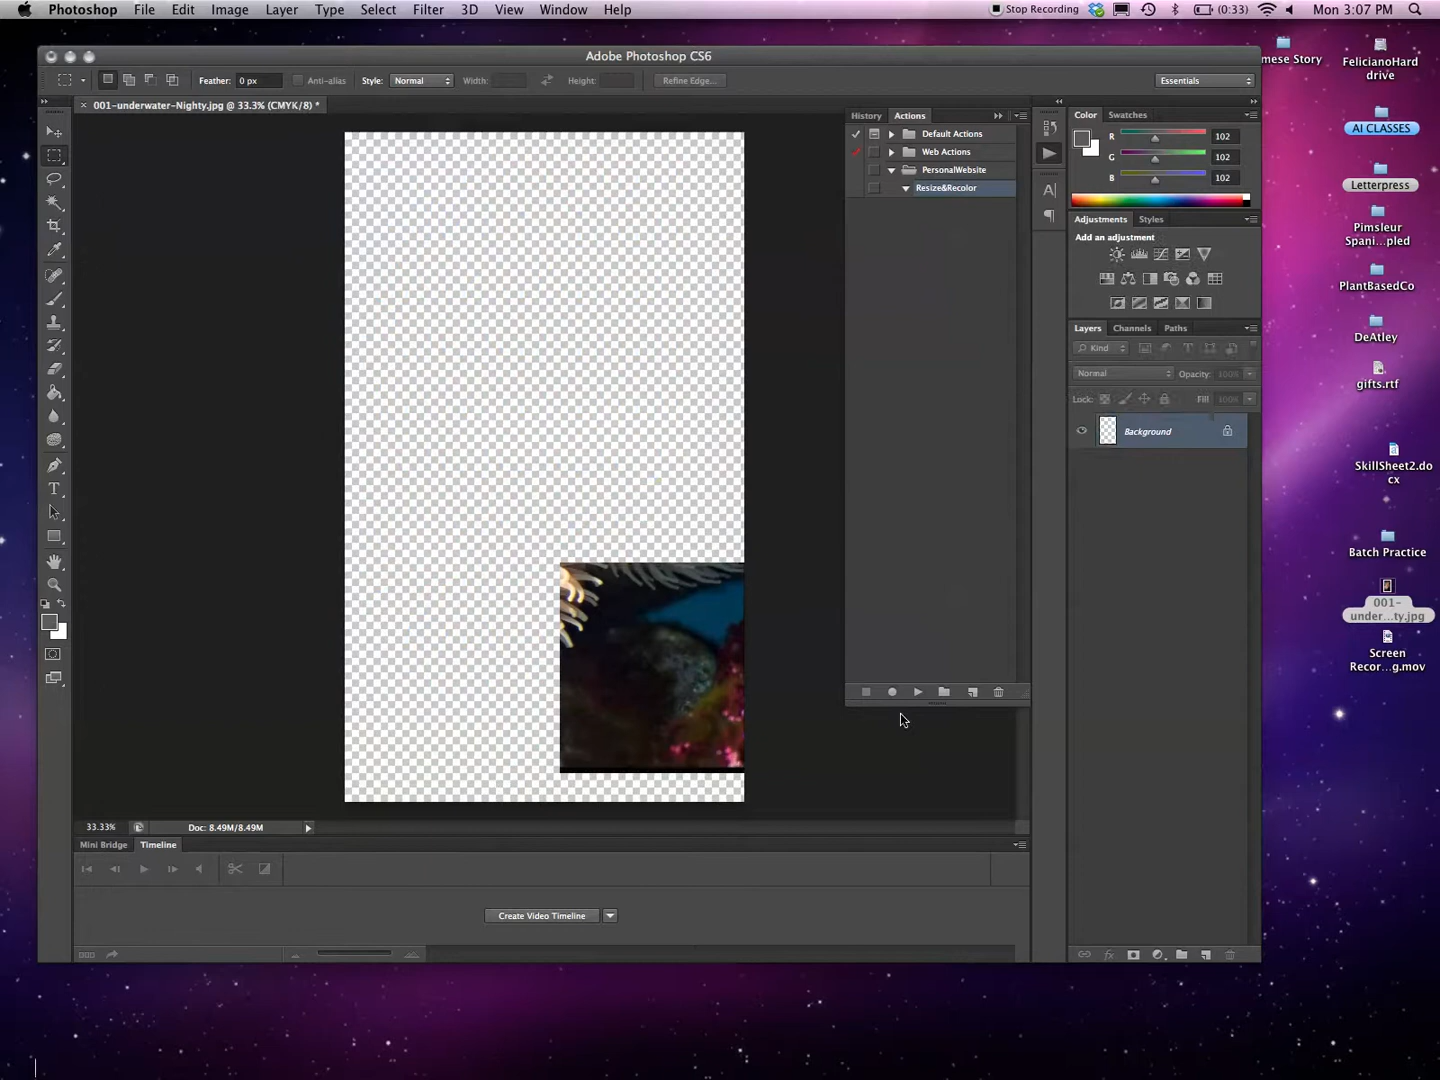 Photoshop File Edit Image Layer Type Select Filter 3D View Window Help
Stop Recording (0:33) Mon 3:07 PM
Adobe Photoshop CS6
Feather: 0 px Anti-alias Style: Normal Width: Height: Refine Edge... Essentials
001-underwater-Nighty.jpg @ 33.3% (CMYK/8) *
History Actions
Default Actions
Web Actions
PersonalWebsite
Resize&Recolor
Color Swatches
R 102
G 102
B 102
Adjustments Styles
Add an adjustment
Layers Channels Paths
Kind
Normal Opacity: 100%
Lock: Fill 100%
Background
33.33% Doc: 8.49M/8.49M
Mini Bridge Timeline
Create Video Timeline
mese Story
FelicianoHard
drive
AI CLASSES
Letterpress
Pimsleur
Spani...pled
PlantBasedCo
DeAtley
gifts.rtf
SkillSheet2.do
cx
Batch Practice
001-
under...ty.jpg
Screen
Recor...g.mov